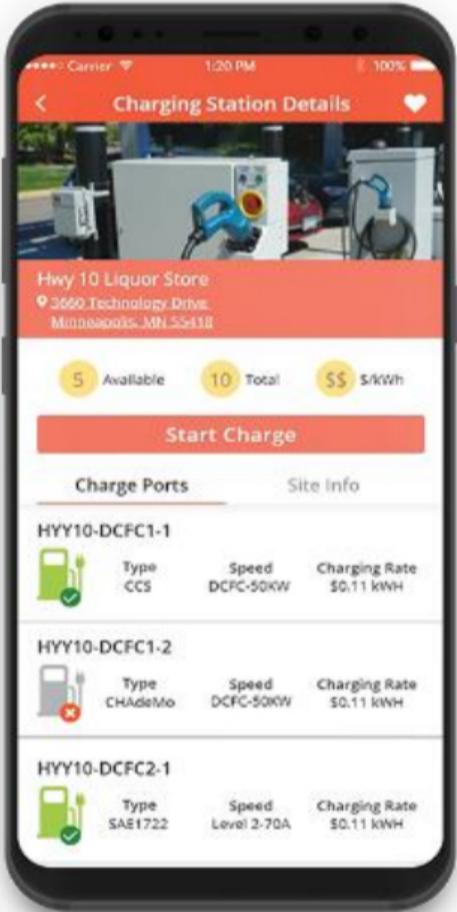 Carrier 1:20 PM 100%
Charging Station Details
Hwy 10 Liquor Store
3660 Technology Drive
Minneapolis, MN 55418
5 Available 10 Total $$ $/kWh
Start Charge
Charge Ports Site Info
HYY10-DCFC1-1
Type Speed Charging Rate
CCS DCFC-50KW $0.11 kWH
HYY10-DCFC1-2
Type Speed Charging Rate
CHAdeMo DCFC-50KW $0.11 kWH
HYY10-DCFC2-1
Type Speed Charging Rate
SAE1722 Level 2-70A $0.11 kWH